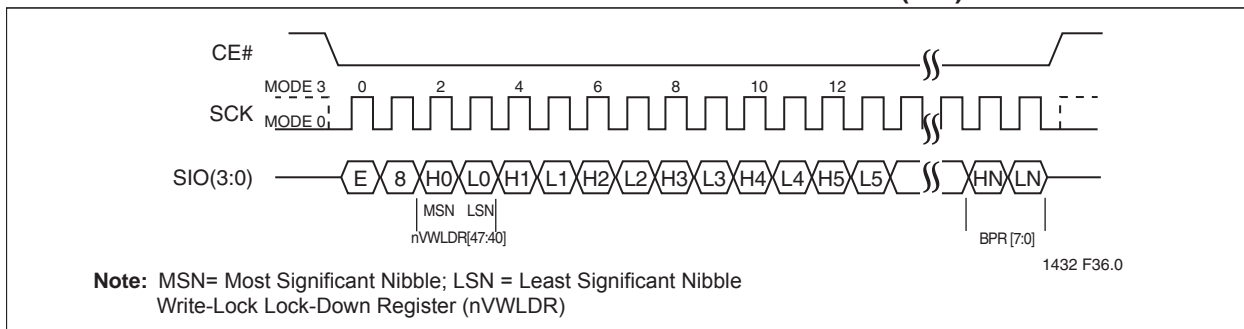 CE#
MODE 3 0 2 4 6 8 10 12
SCK
MODE 0
SIO(3:0) E 8 H0 L0 H1 L1 H2 L2 H3 L3 H4 L4 H5 L5 HN LN
MSN LSN
nVWLDR[47:40] BPR [7:0]
1432 F36.0
Note: MSN= Most Significant Nibble; LSN = Least Significant Nibble
Write-Lock Lock-Down Register (nVWLDR)